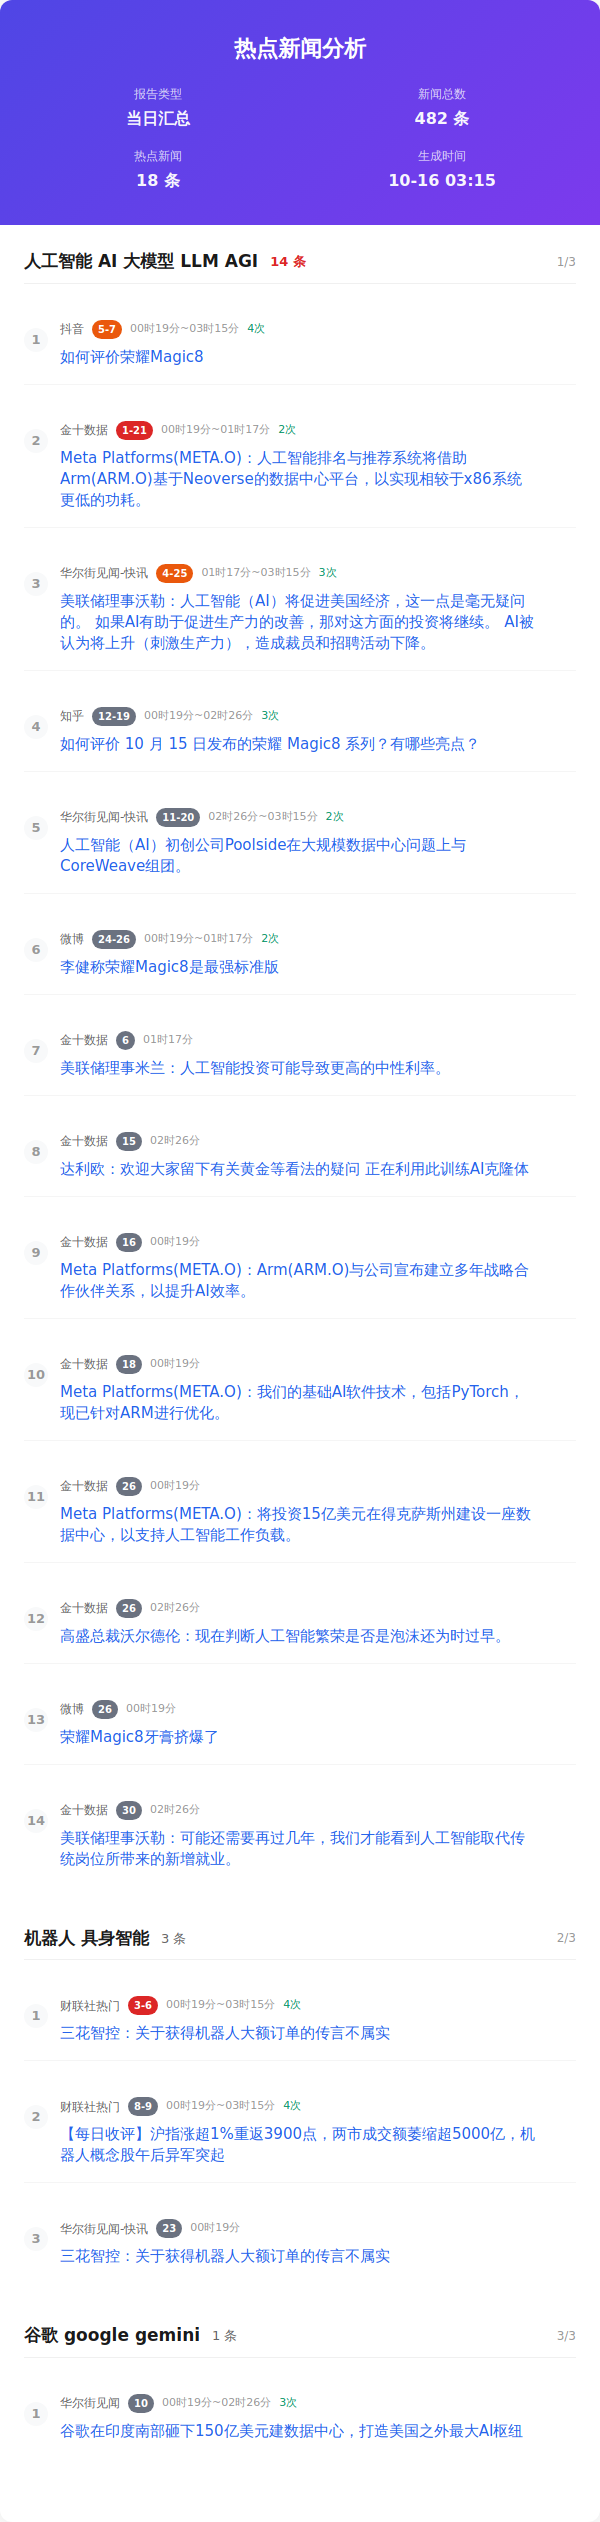 热点新闻分析
报告类型
当日汇总
新闻总数
482 条
热点新闻
18 条
生成时间
10-16 03:15
人工智能 AI 大模型 LLM AGI 14 条 1/3
1
抖音 5-7 00时19分~03时15分 4次
如何评价荣耀Magic8
2
金十数据 1-21 00时19分~01时17分 2次
Meta Platforms(META.O)：人工智能排名与推荐系统将借助
Arm(ARM.O)基于Neoverse的数据中心平台，以实现相较于x86系统
更低的功耗。
3
华尔街见闻-快讯 4-25 01时17分~03时15分 3次
美联储理事沃勒：人工智能（AI）将促进美国经济，这一点是毫无疑问
的。 如果AI有助于促进生产力的改善，那对这方面的投资将继续。 AI被
认为将上升（刺激生产力），造成裁员和招聘活动下降。
4
知乎 12-19 00时19分~02时26分 3次
如何评价 10 月 15 日发布的荣耀 Magic8 系列？有哪些亮点？
5
华尔街见闻-快讯 11-20 02时26分~03时15分 2次
人工智能（AI）初创公司Poolside在大规模数据中心问题上与
CoreWeave组团。
6
微博 24-26 00时19分~01时17分 2次
李健称荣耀Magic8是最强标准版
7
金十数据 6 01时17分
美联储理事米兰：人工智能投资可能导致更高的中性利率。
8
金十数据 15 02时26分
达利欧：欢迎大家留下有关黄金等看法的疑问 正在利用此训练AI克隆体
9
金十数据 16 00时19分
Meta Platforms(META.O)：Arm(ARM.O)与公司宣布建立多年战略合
作伙伴关系，以提升AI效率。
10
金十数据 18 00时19分
Meta Platforms(META.O)：我们的基础AI软件技术，包括PyTorch，
现已针对ARM进行优化。
11
金十数据 26 00时19分
Meta Platforms(META.O)：将投资15亿美元在得克萨斯州建设一座数
据中心，以支持人工智能工作负载。
12
金十数据 26 02时26分
高盛总裁沃尔德伦：现在判断人工智能繁荣是否是泡沫还为时过早。
13
微博 26 00时19分
荣耀Magic8牙膏挤爆了
14
金十数据 30 02时26分
美联储理事沃勒：可能还需要再过几年，我们才能看到人工智能取代传
统岗位所带来的新增就业。
机器人 具身智能 3 条 2/3
1
财联社热门 3-6 00时19分~03时15分 4次
三花智控：关于获得机器人大额订单的传言不属实
2
财联社热门 8-9 00时19分~03时15分 4次
【每日收评】沪指涨超1%重返3900点，两市成交额萎缩超5000亿，机
器人概念股午后异军突起
3
华尔街见闻-快讯 23 00时19分
三花智控：关于获得机器人大额订单的传言不属实
谷歌 google gemini 1 条 3/3
1
华尔街见闻 10 00时19分~02时26分 3次
谷歌在印度南部砸下150亿美元建数据中心，打造美国之外最大AI枢纽